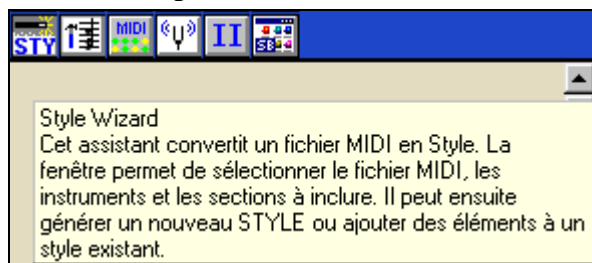 STY MIDI II SB
Style Wizard
Cet assistant convertit un fichier MIDI en Style. La
fenêtre permet de sélectionner le fichier MIDI, les
instruments et les sections à inclure. Il peut ensuite
générer un nouveau STYLE ou ajouter des éléments à un
style existant.